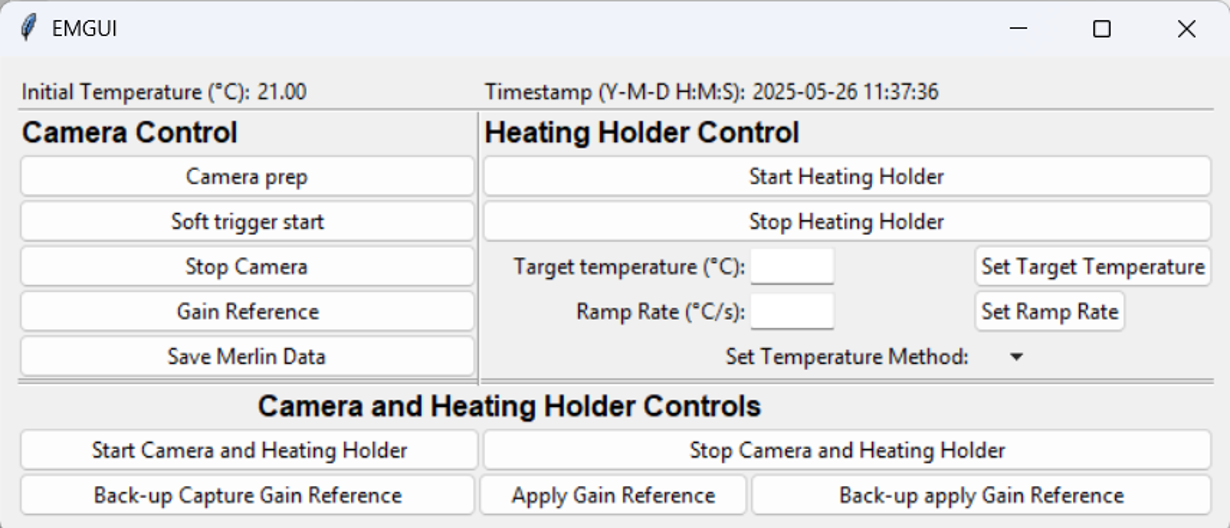 EMGUI
Initial Temperature (°C): 21.00
Timestamp (Y-M-D H:M:S): 2025-05-26 11:37:36
Camera Control
Camera prep
Soft trigger start
Stop Camera
Gain Reference
Save Merlin Data
Heating Holder Control
Start Heating Holder
Stop Heating Holder
Target temperature (°C):
Set Target Temperature
Ramp Rate (°C/s):
Set Ramp Rate
Set Temperature Method:
Camera and Heating Holder Controls
Start Camera and Heating Holder
Stop Camera and Heating Holder
Back-up Capture Gain Reference
Apply Gain Reference
Back-up apply Gain Reference